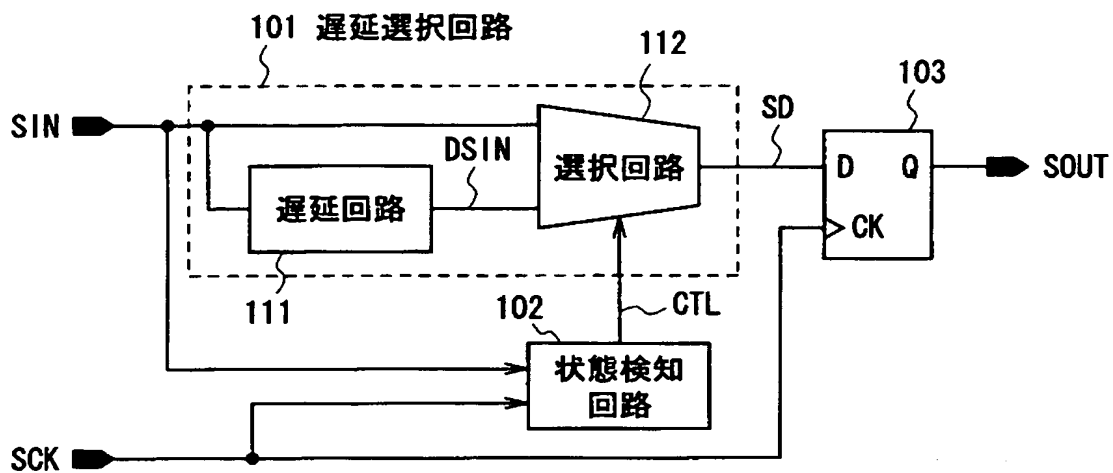 101 遅延選択回路
112
103
SIN
DSIN
SD
選択回路
遅延回路
D
Q
SOUT
CK
111
102
CTL
状態検知
回路
SCK